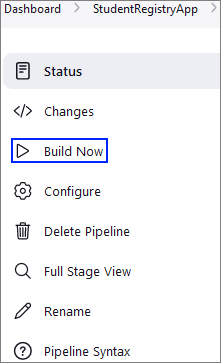 Dashboard > StudentRegistryApp >
Status
Changes
Build Now
Configure
Delete Pipeline
Full Stage View
Rename
Pipeline Syntax